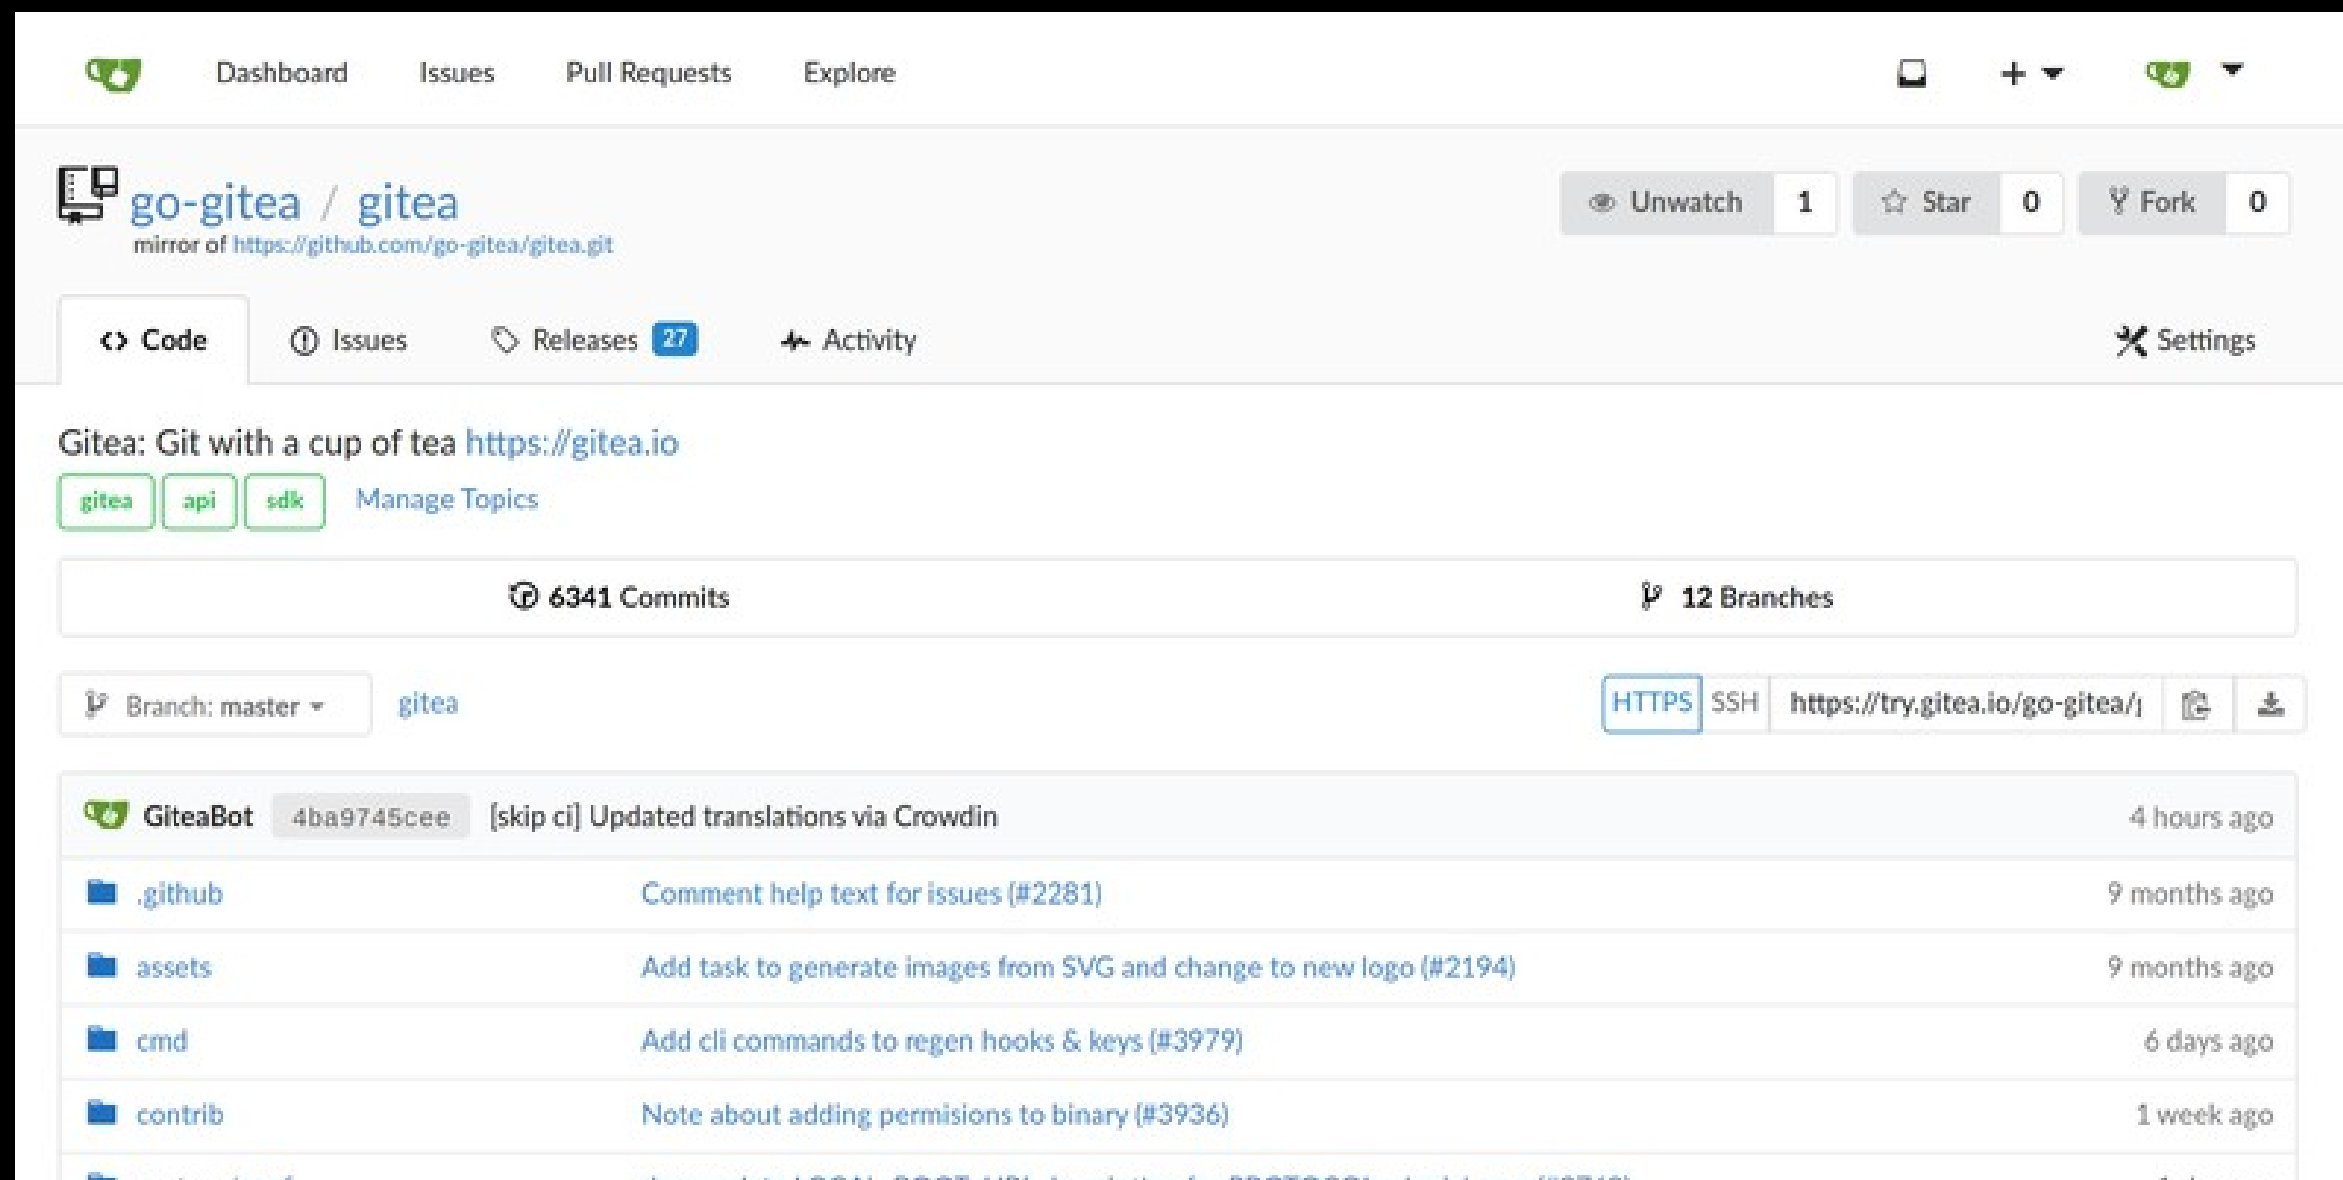 Dashboard Issues Pull Requests Explore
go-gitea / gitea
Unwatch 1 Star 0 Fork 0
mirror of https://github.com/go-gitea/gitea.git
Code Issues Releases 27 Activity Settings
Gitea: Git with a cup of tea https://gitea.io
gitea api sdk Manage Topics
6341 Commits 12 Branches
Branch: master gitea HTTPS SSH https://try.gitea.io/go-gitea/
GiteaBot 4ba9745cee [skip ci] Updated translations via Crowdin 4 hours ago
.github Comment help text for issues (#2281) 9 months ago
assets Add task to generate images from SVG and change to new logo (#2194) 9 months ago
cmd Add cli commands to regen hooks & keys (#3979) 6 days ago
contrib Note about adding permisions to binary (#3936) 1 week ago